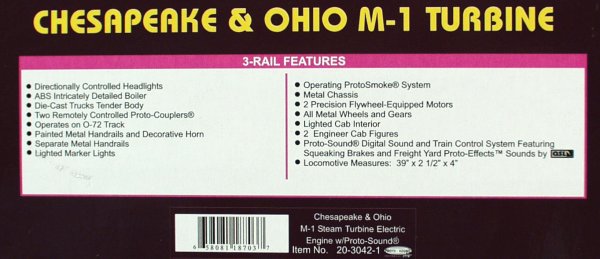 CHESAPEAKE & OHIO M-1 TURBINE
3-RAIL FEATURES
• Directionally Controlled Headlights
• ABS Intricately Detailed Boiler
• Die-Cast Trucks Tender Body
• Two Remotely Controlled Proto-Couplers®
• Operates on O-72 Track
• Painted Metal Handrails and Decorative Horn
• Separate Metal Handrails
• Lighted Marker Lights
• Operating ProtoSmoke® System
• Metal Chassis
• 2 Precision Flywheel-Equipped Motors
• All Metal Wheels and Gears
• Lighted Cab Interior
• 2 Engineer Cab Figures
• Proto-Sound® Digital Sound and Train Control System Featuring
Squeaking Brakes and Freight Yard Proto-Effects™ Sounds by
• Locomotive Measures: 39" x 2 1/2" x 4"
6 58081 18703 7
Chesapeake & Ohio
M-1 Steam Turbine Electric
Engine w/Proto-Sound®
Item No. 20-3042-1